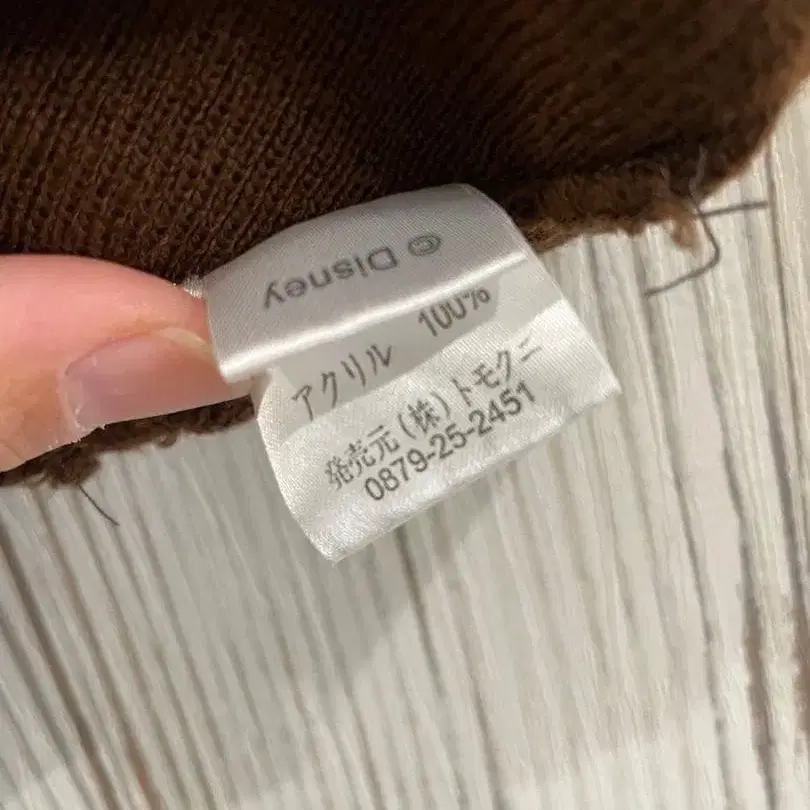 © Disney
アクリル 100%
発売元 (株)トモクニ
0879-25-2451